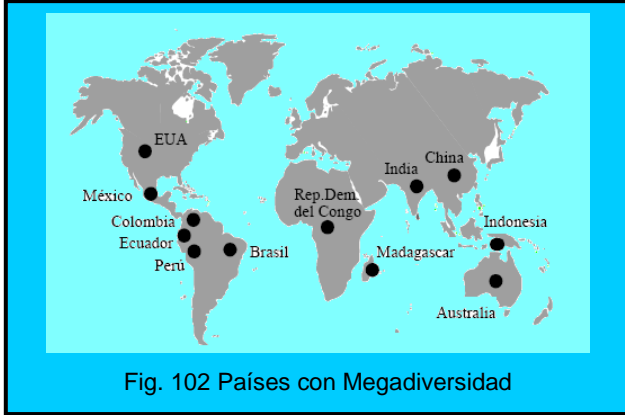 EUA
China
India
México
Rep.Dem.
del Congo
Colombia
Indonesia
Ecuador
Brasil
Madagascar
Perú
Australia
Fig. 102 Países con Megadiversidad